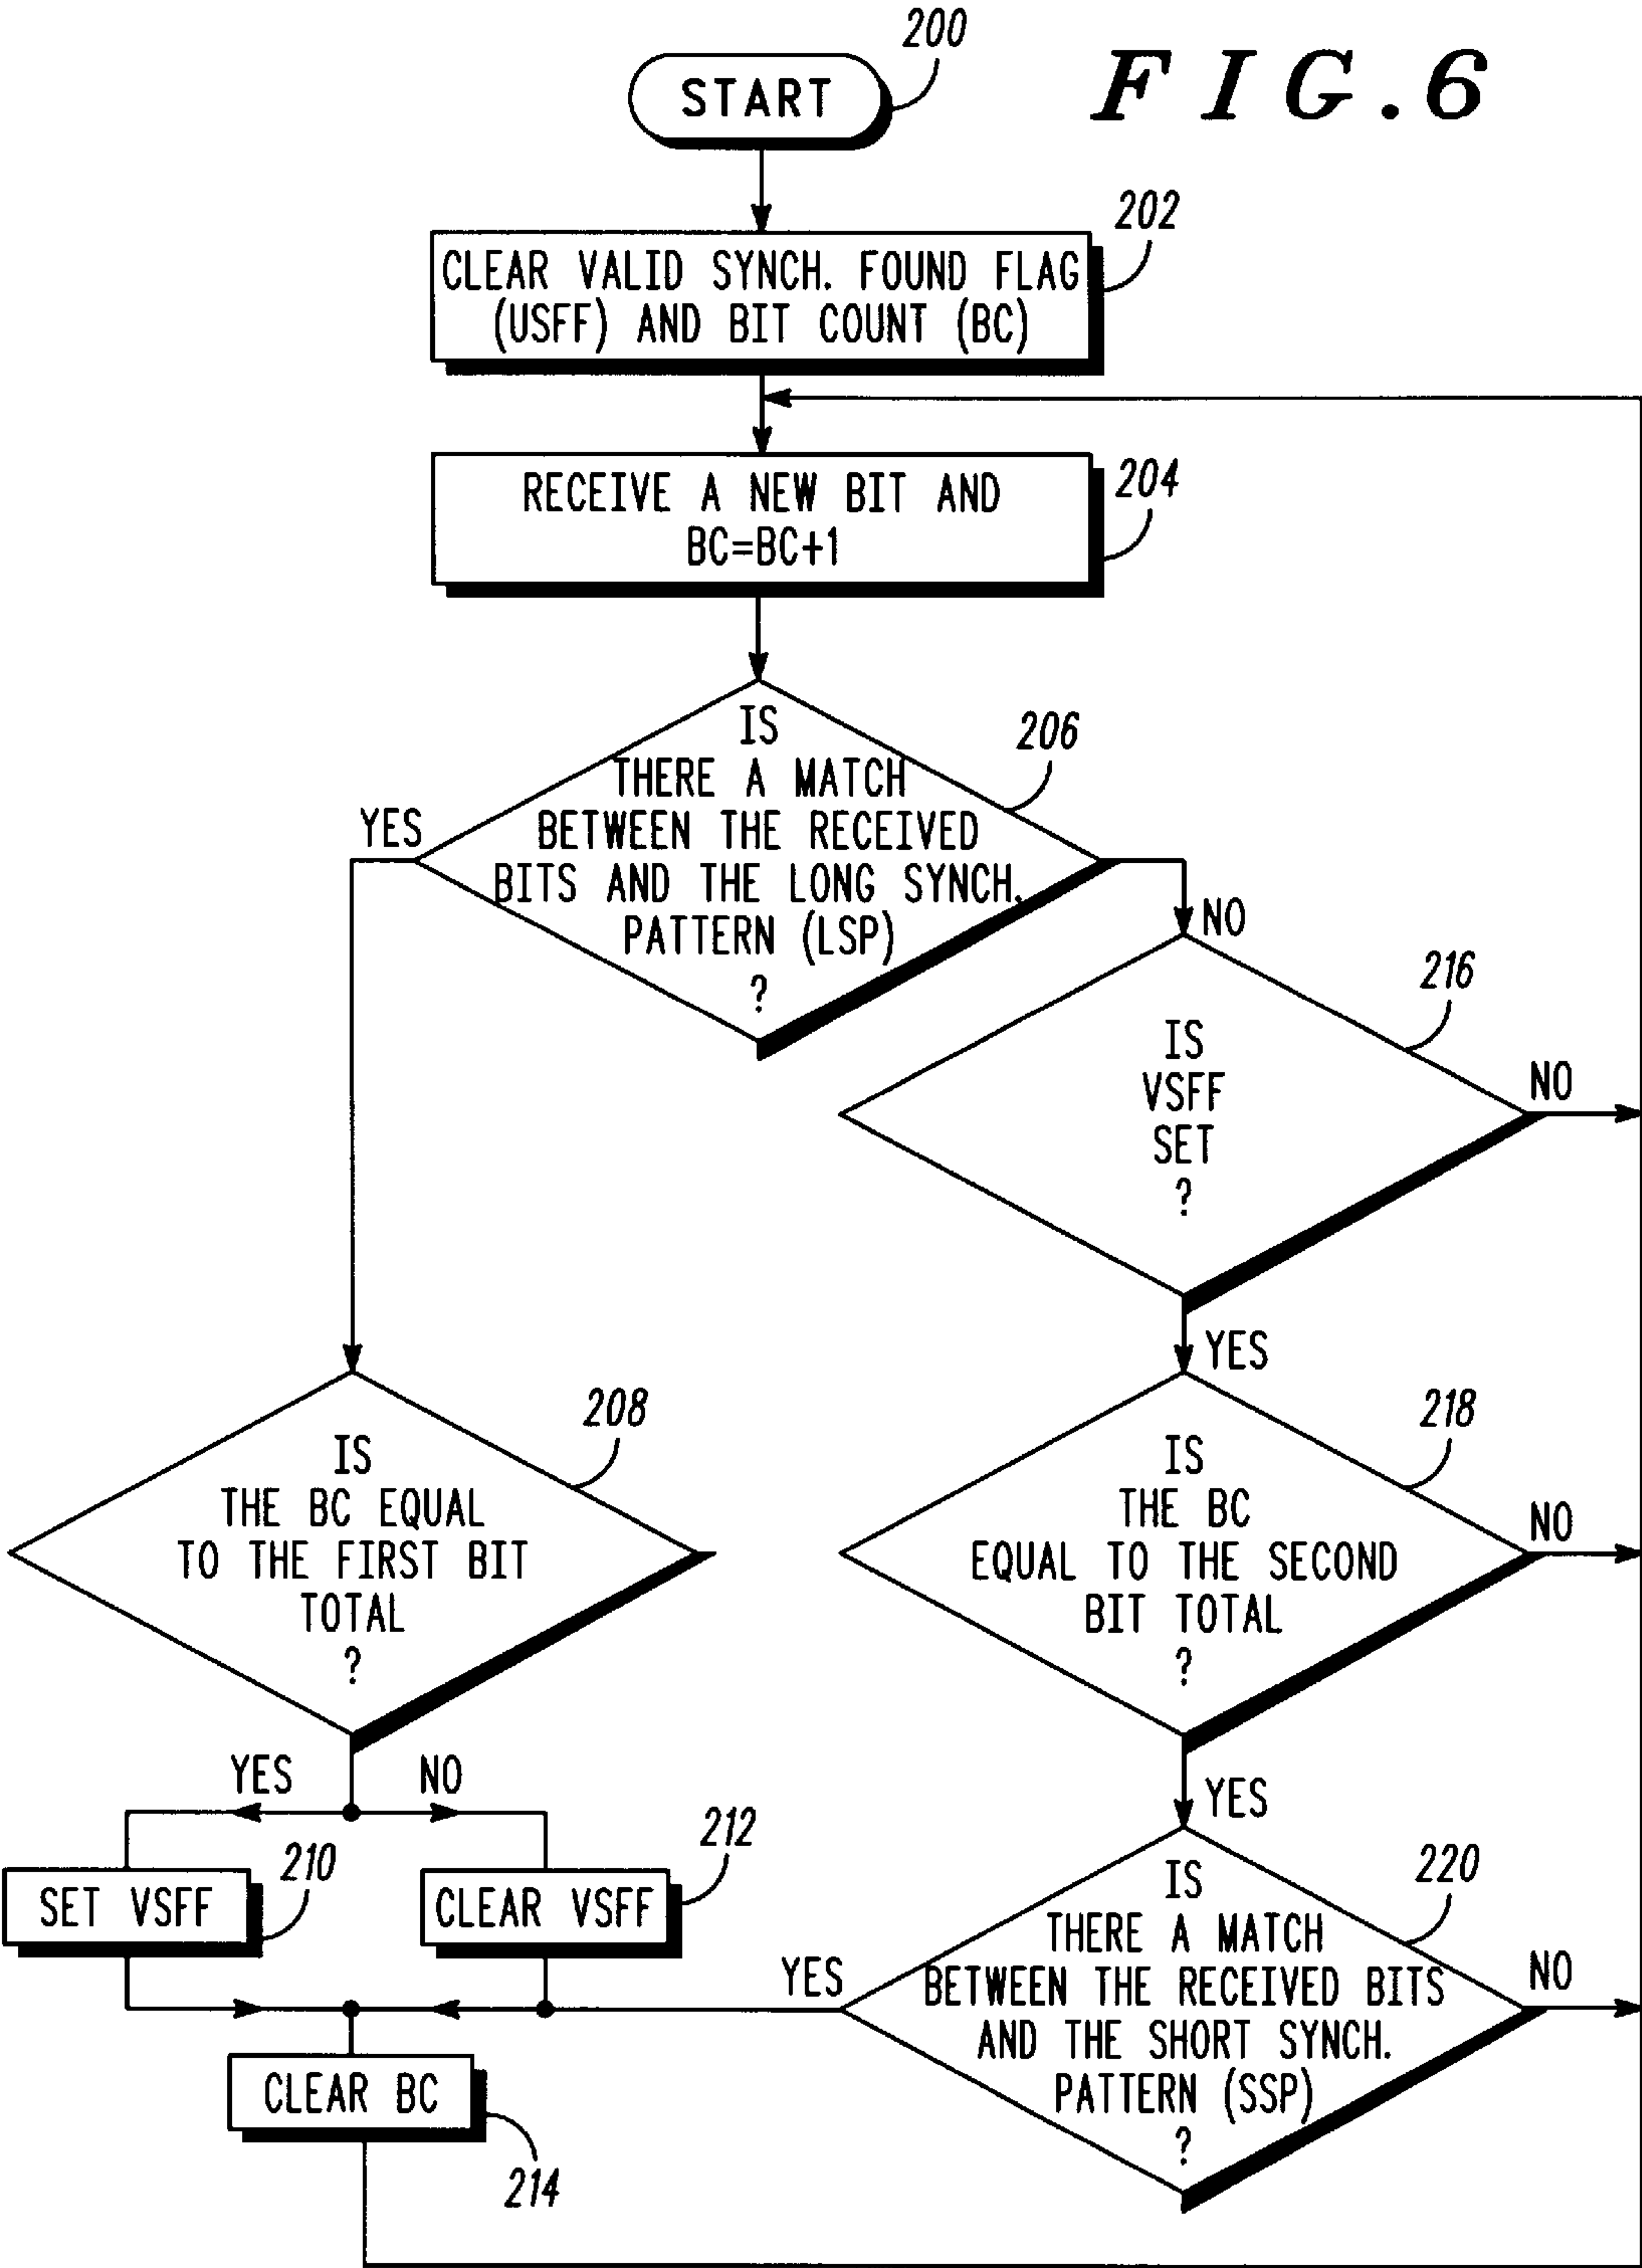 FIG.6
200
START
202
CLEAR VALID SYNCH. FOUND FLAG
(USFF) AND BIT COUNT (BC)
204
RECEIVE A NEW BIT AND
BC=BC+1
206
IS
THERE A MATCH
BETWEEN THE RECEIVED
BITS AND THE LONG SYNCH.
PATTERN (LSP)
?
YES
NO
216
IS
VSFF
SET
?
NO
YES
208
IS
THE BC EQUAL
TO THE FIRST BIT
TOTAL
?
218
IS
THE BC
EQUAL TO THE SECOND
BIT TOTAL
?
NO
YES
YES
NO
210
SET VSFF
212
CLEAR VSFF
220
IS
THERE A MATCH
BETWEEN THE RECEIVED BITS
AND THE SHORT SYNCH.
PATTERN (SSP)
?
YES
NO
CLEAR BC
214